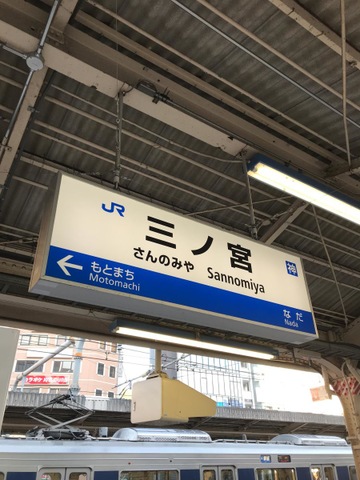 JR
神
三ノ宮
さんのみや Sannomiya
← もとまち
Motomachi
なだ
Nada